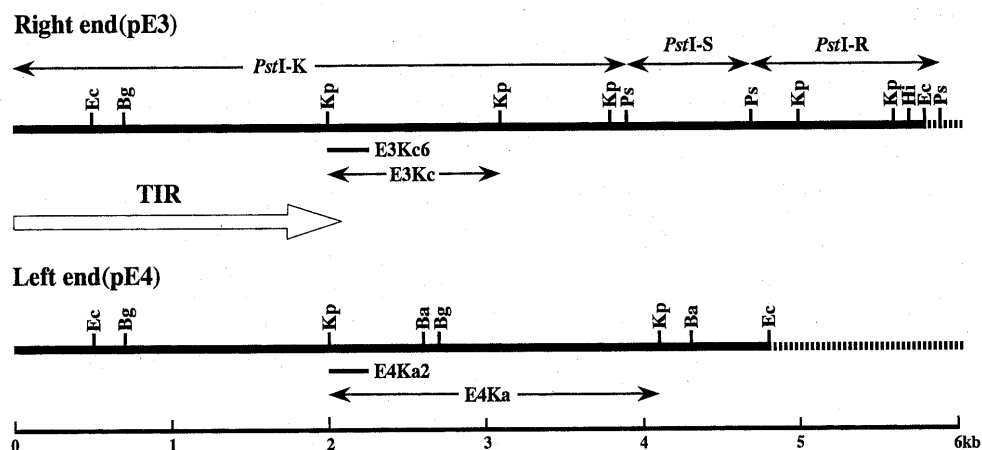 Right end(pE3)
PstI-K PstI-S PstI-R
Ec Bg Kp Kp Kp Ps Ps Kp Kp Hi Ec Ps
E3Kc6
E3Kc
TIR
Left end(pE4)
Ec Bg Kp Ba Bg Kp Ba Ec
E4Ka2
E4Ka
0 1 2 3 4 5 6kb